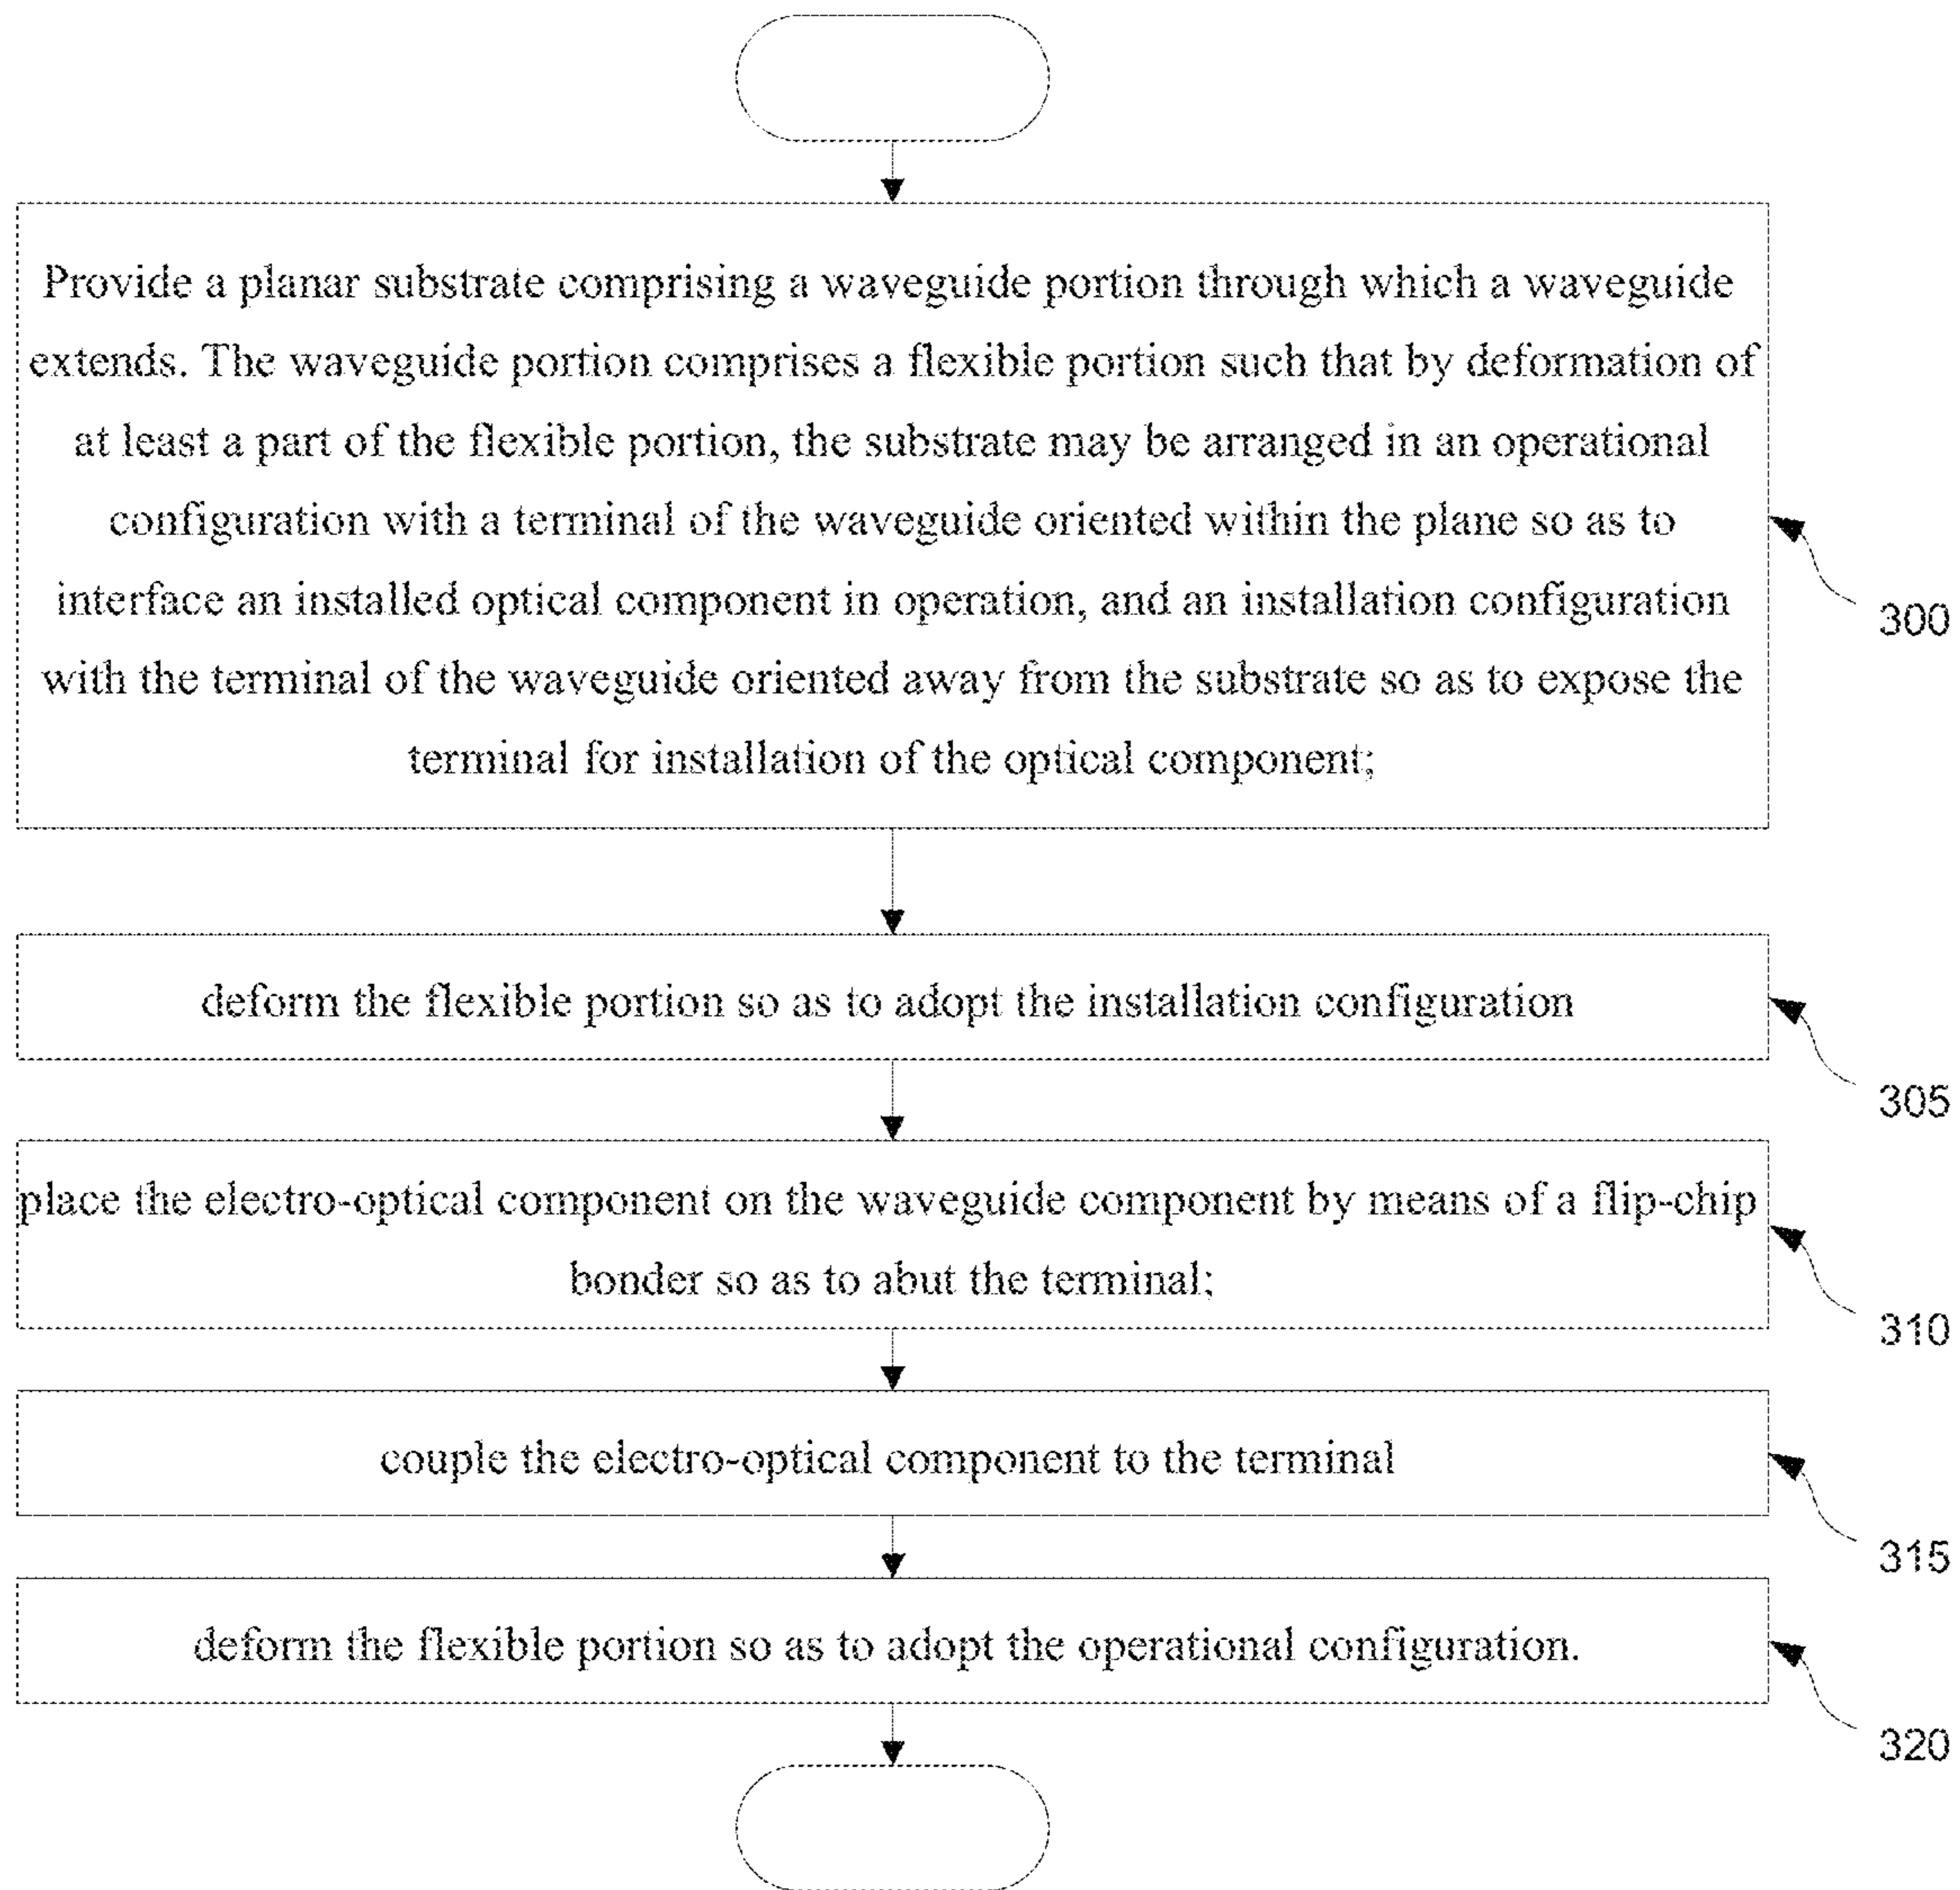 Provide a planar substrate comprising a waveguide portion through which a waveguide
extends. The waveguide portion comprises a flexible portion such that by deformation of
at least a part of the flexible portion, the substrate may be arranged in an operational
configuration with a terminal of the waveguide oriented within the plane so as to
interface an installed optical component in operation, and an installation configuration
with the terminal of the waveguide oriented away from the substrate so as to expose the
terminal for installation of the optical component;
300
deform the flexible portion so as to adopt the installation configuration
305
place the electro-optical component on the waveguide component by means of a flip-chip
bonder so as to abut the terminal;
310
couple the electro-optical component to the terminal
315
deform the flexible portion so as to adopt the operational configuration.
320